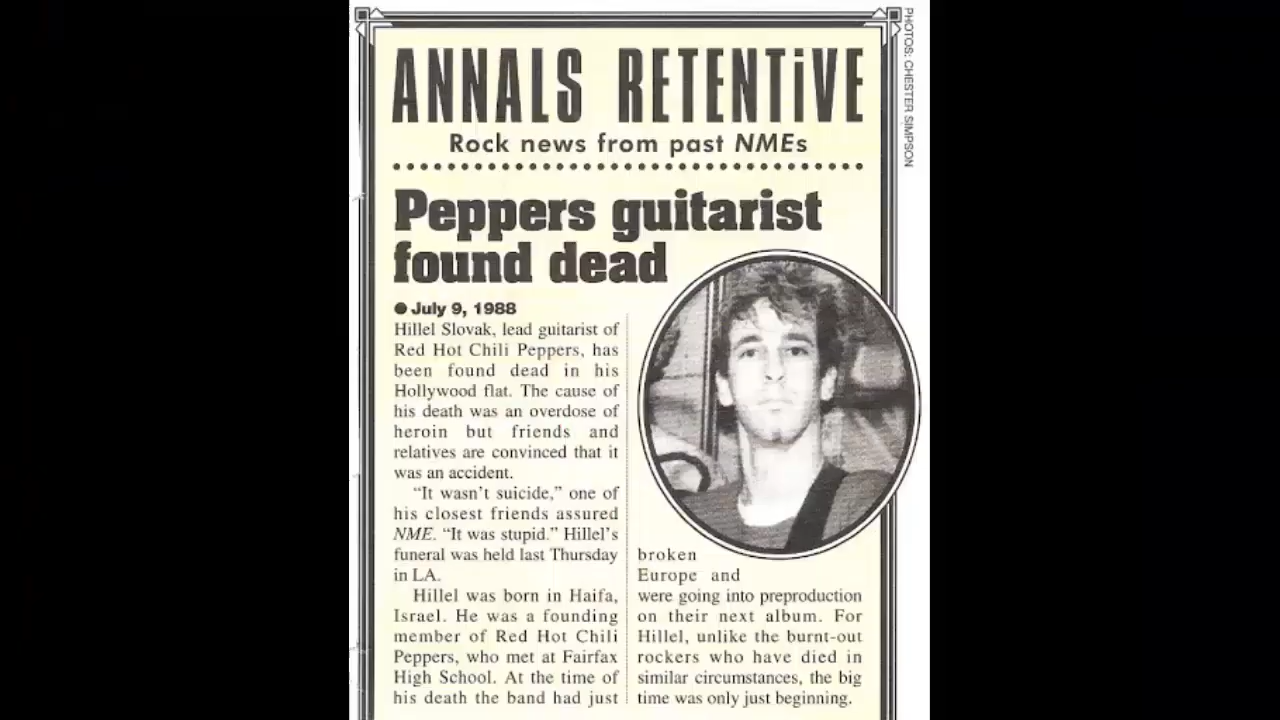 ANNALS RETENTiVE
Rock news from past NMEs
Peppers guitarist
found dead
● July 9, 1988
Hillel Slovak, lead guitarist of
Red Hot Chili Peppers, has
been found dead in his
Hollywood flat. The cause of
his death was an overdose of
heroin but friends and
relatives are convinced that it
was an accident.
“It wasn’t suicide,” one of
his closest friends assured
NME. “It was stupid.” Hillel’s
funeral was held last Thursday
in LA.
Hillel was born in Haifa,
Israel. He was a founding
member of Red Hot Chili
Peppers, who met at Fairfax
High School. At the time of
his death the band had just
broken
Europe and
were going into preproduction
on their next album. For
Hillel, unlike the burnt-out
rockers who have died in
similar circumstances, the big
time was only just beginning.
PHOTOS: CHESTER SIMPSON